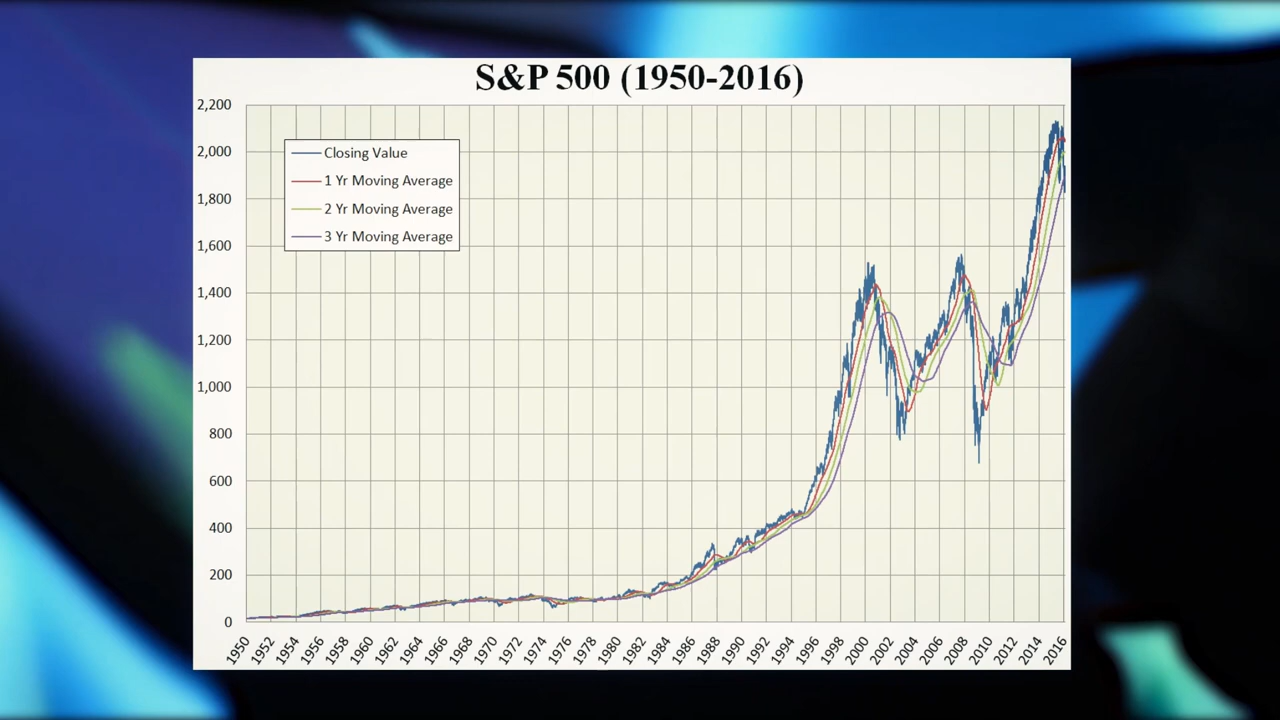 S&P 500 (1950-2016)
2,200
2,000
1,800
1,600
1,400
1,200
1,000
800
600
400
200
0
Closing Value
1 Yr Moving Average
2 Yr Moving Average
3 Yr Moving Average
1950 1952 1954 1956 1958 1960 1962 1964 1966 1968 1970 1972 1974 1976 1978 1980 1982 1984 1986 1988 1990 1992 1994 1996 1998 2000 2002 2004 2006 2008 2010 2012 2014 2016